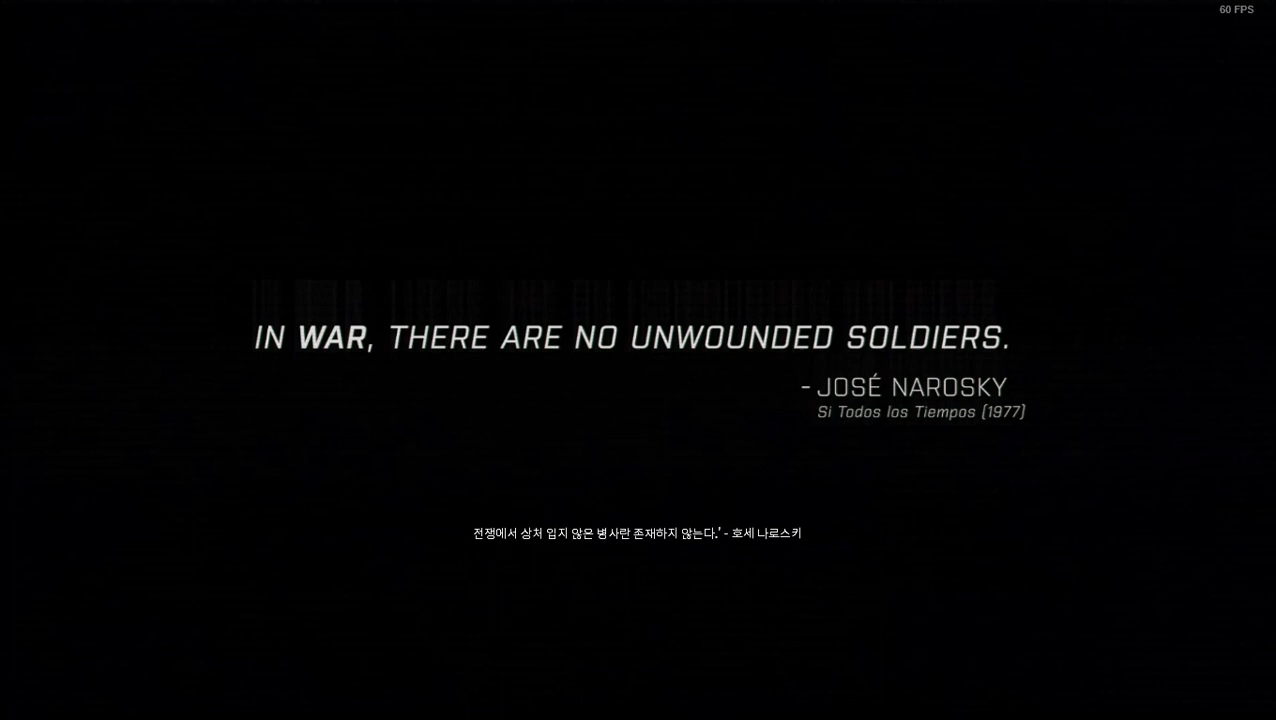 60 FPS
IN WAR, THERE ARE NO UNWOUNDED SOLDIERS.
- JOSÉ NAROSKY
Si Todos los Tiempos (1977)
전쟁에서 상처 입지 않은 병사란 존재하지 않는다.' - 호세 나로스키